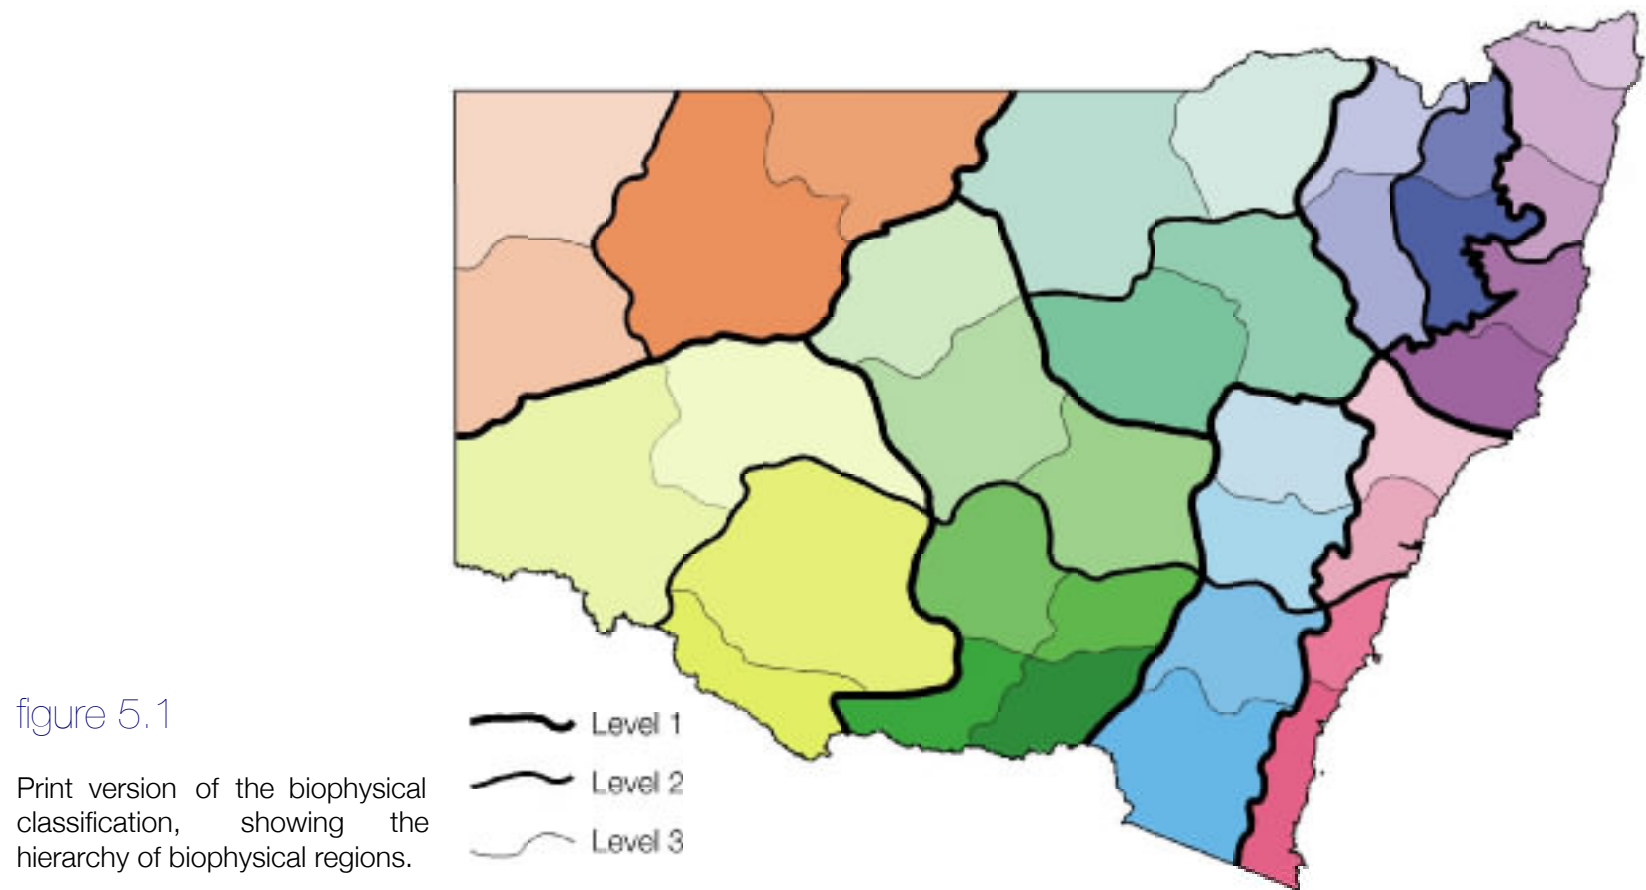 figure 5.1
Print version of the biophysical
classification, showing the
hierarchy of biophysical regions.
Level 1
Level 2
Level 3